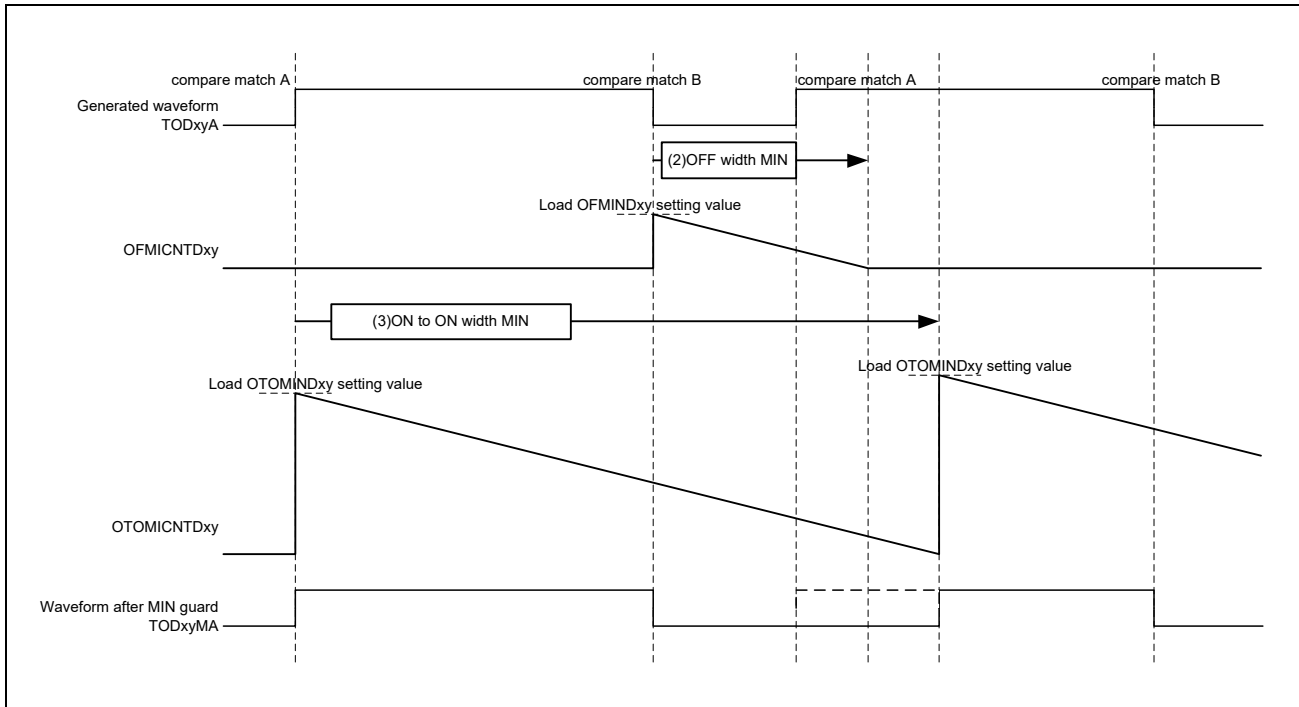 compare match A
compare match B
compare match A
compare match B
Generated waveform
TODxyA
(2)OFF width MIN
Load OFMINDxy setting value
OFMICNTDxy
(3)ON to ON width MIN
Load OTOMINDxy setting value
Load OTOMINDxy setting value
OTOMICNTDxy
Waveform after MIN guard
TODxyMA